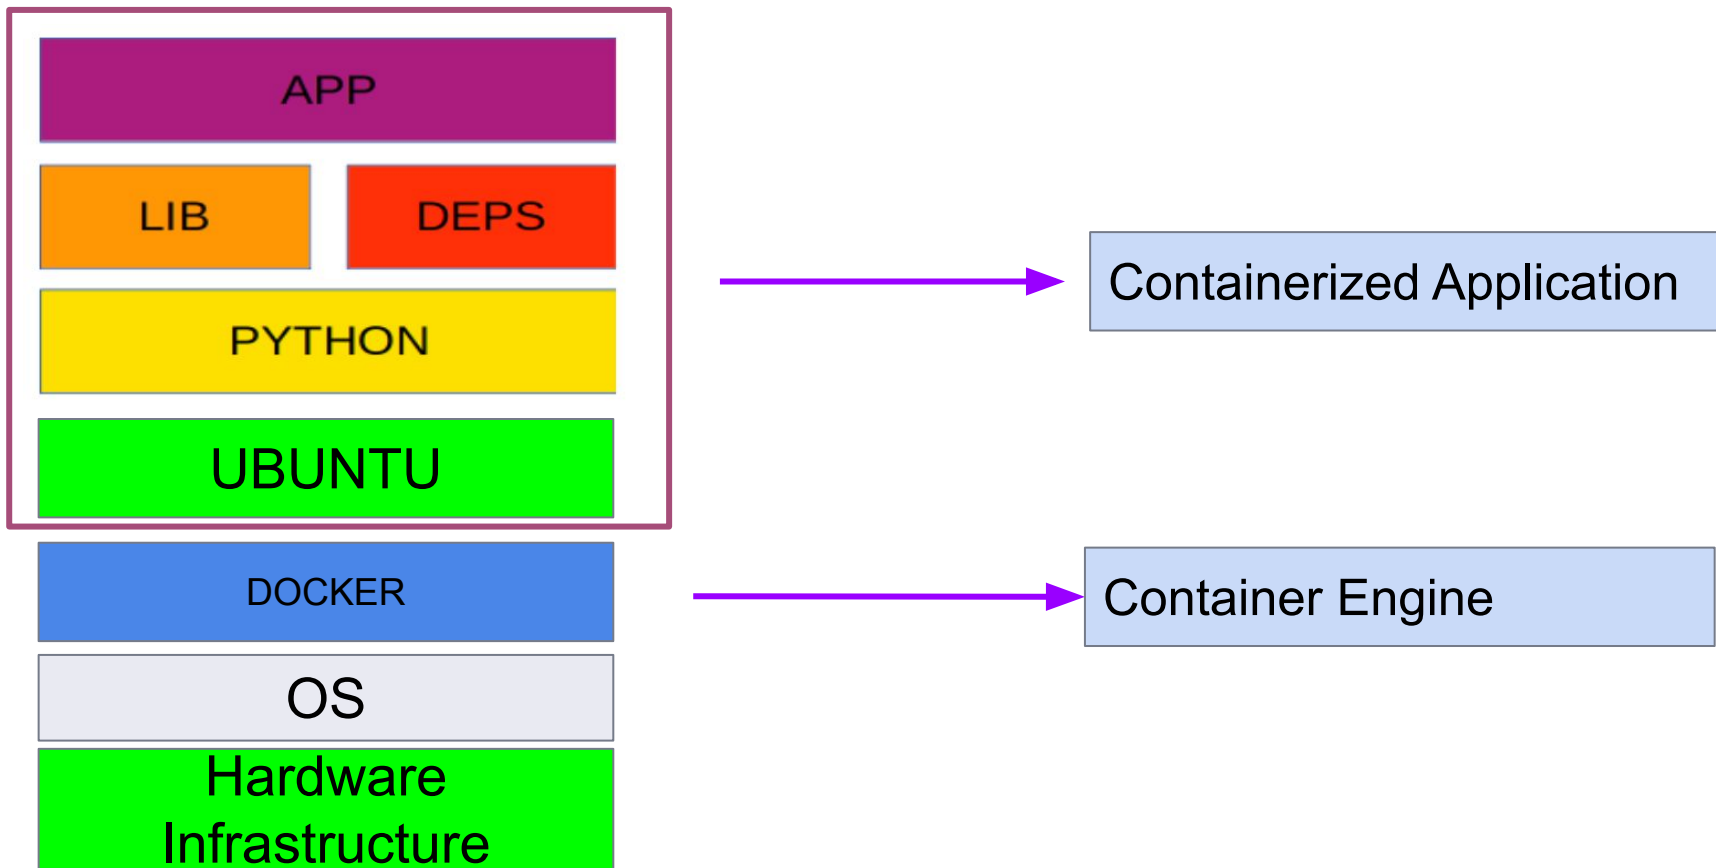 APP
LIB
DEPS
PYTHON
UBUNTU
DOCKER
OS
Hardware
Infrastructure
Containerized Application
Container Engine